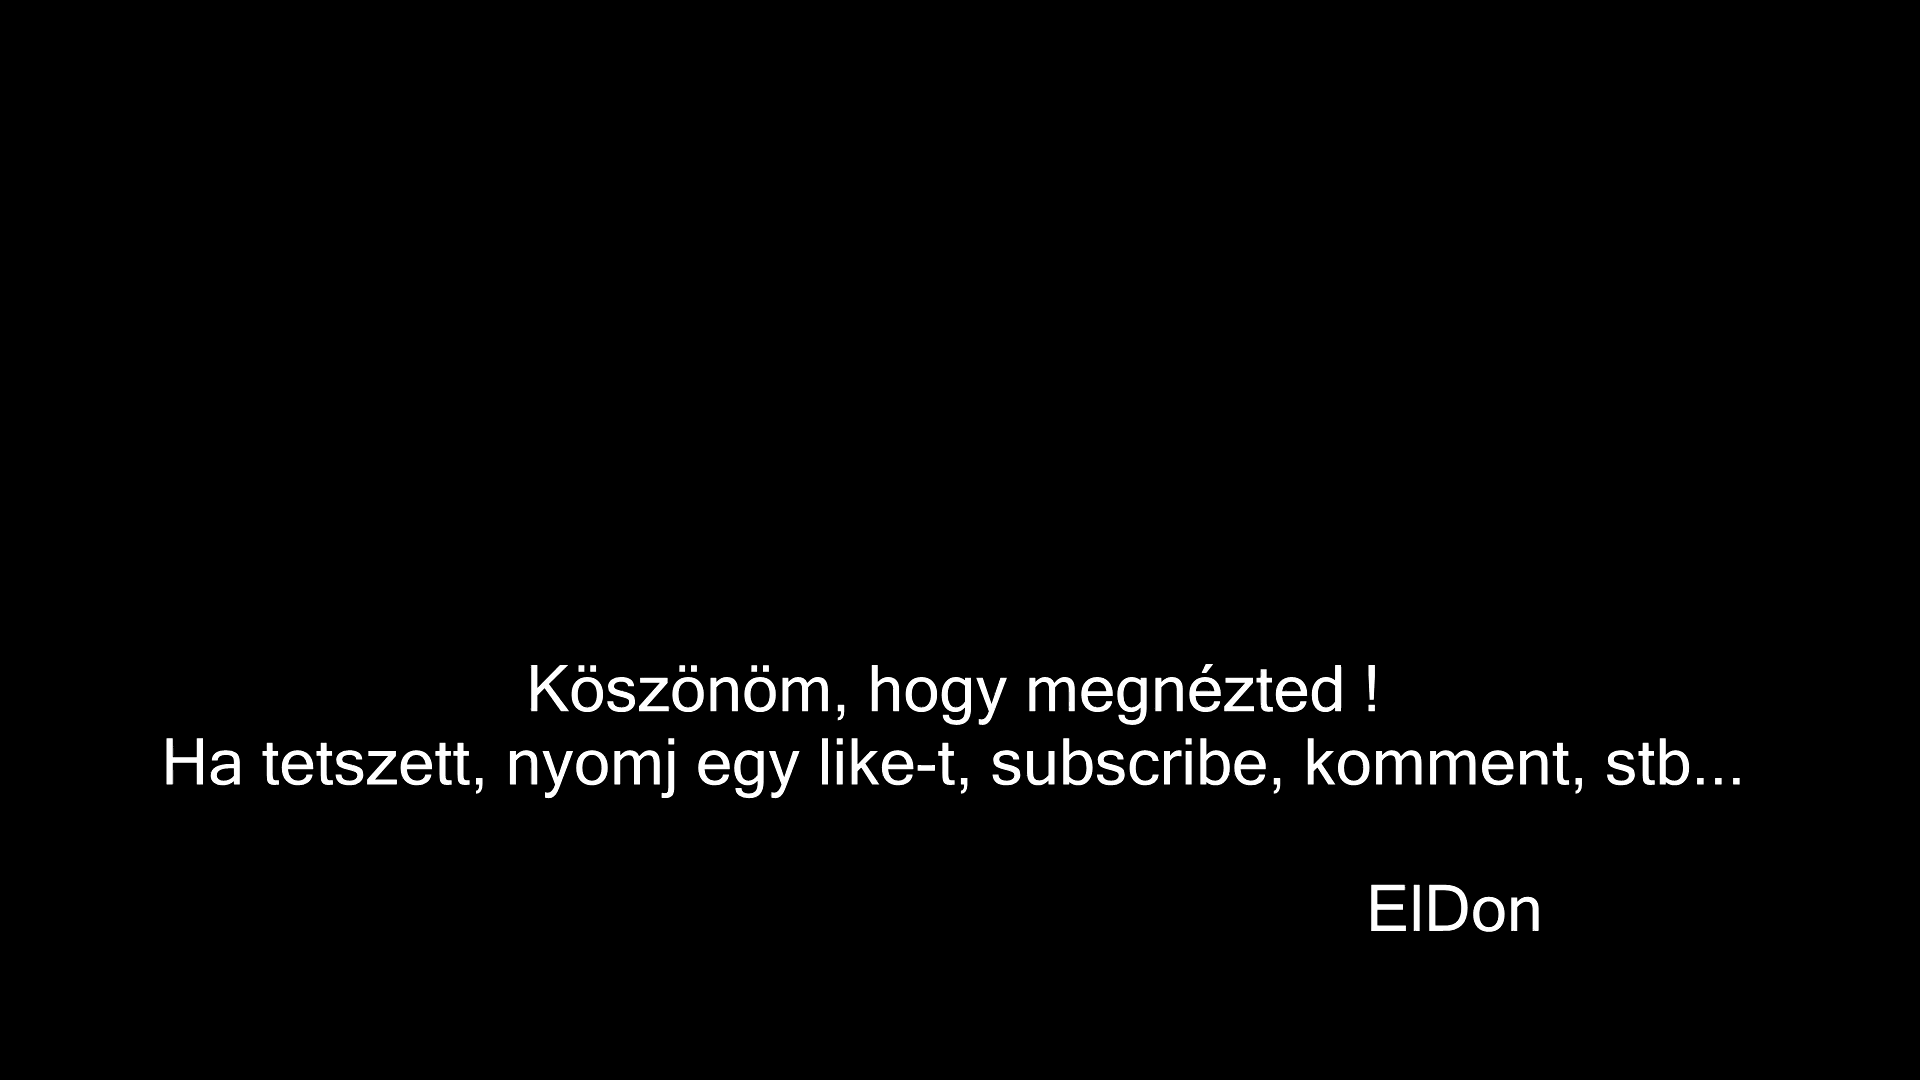 Köszönöm, hogy megnézted !
Ha tetszett, nyomj egy like-t, subscribe, komment, stb...
ElDon